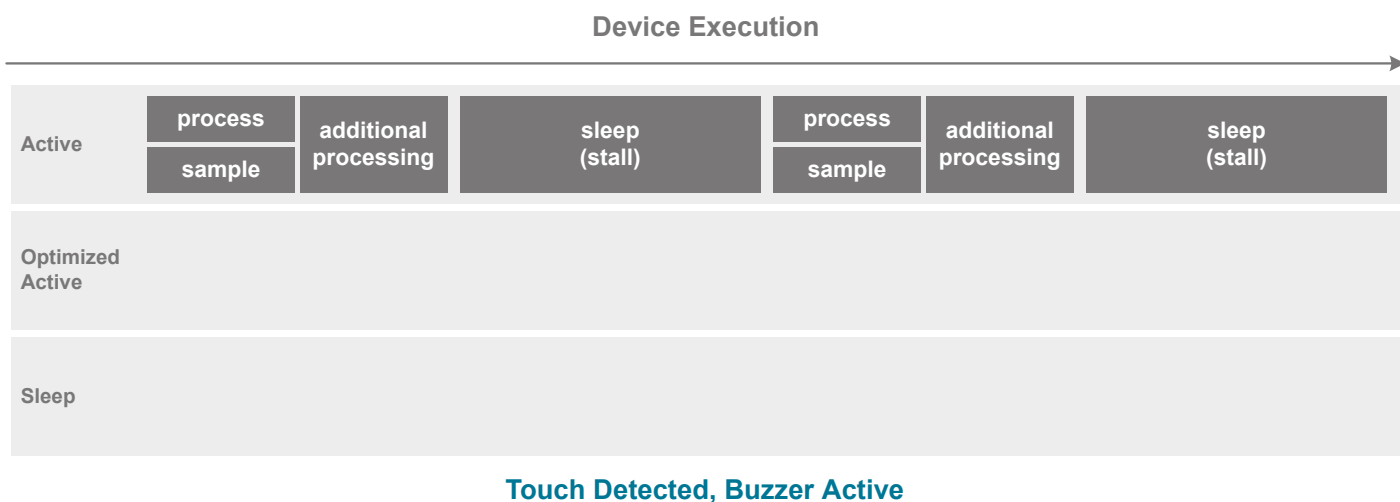 Device Execution
Active
process
sample
additional
processing
sleep
(stall)
process
sample
additional
processing
sleep
(stall)
Optimized
Active
Sleep
Touch Detected, Buzzer Active